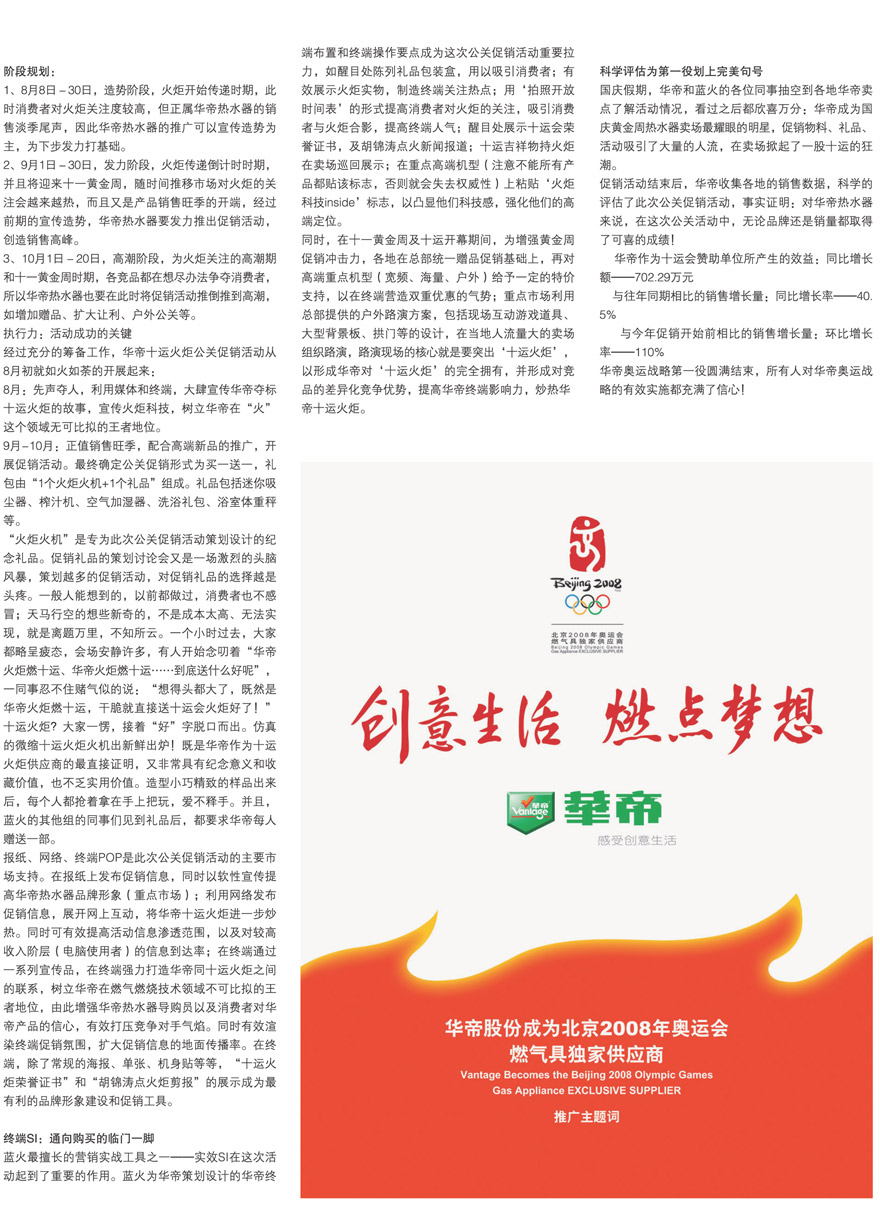 阶段规划：
1、8月8日－30日，造势阶段，火炬开始传递时期，此
时消费者对火炬关注度较高，但正属华帝热水器的销
售淡季尾声，因此华帝热水器的推广可以宣传造势为
主，为下步发力打基础。
2、9月1日－30日，发力阶段，火炬传递倒计时时期，
并且将迎来十一黄金周，随时间推移市场对火炬的关
注会越来越热，而且又是产品销售旺季的开端，经过
前期的宣传造势，华帝热水器要发力推出促销活动，
创造销售高峰。
3、10月1日－20日，高潮阶段，为火炬关注的高潮期
和十一黄金周时期，各竞品都在想尽办法争夺消费者，
所以华帝热水器也要在此时将促销活动推倒推到高潮，
如增加赠品、扩大让利、户外公关等。
执行力：活动成功的关键
经过充分的筹备工作，华帝十运火炬公关促销活动从
8月初就如火如荼的开展起来：
8月：先声夺人，利用媒体和终端，大肆宣传华帝夺标
十运火炬的故事，宣传火炬科技，树立华帝在“火”
这个领域无可比拟的王者地位。
9月–10月：正值销售旺季，配合高端新品的推广，开
展促销活动。最终确定公关促销形式为买一送一，礼
包由“1个火炬火机+1个礼品”组成。礼品包括迷你吸
尘器、榨汁机、空气加湿器、洗浴礼包、浴室体重秤
等。
“火炬火机”是专为此次公关促销活动策划设计的纪
念礼品。促销礼品的策划讨论会又是一场激烈的头脑
风暴，策划越多的促销活动，对促销礼品的选择越是
头疼。一般人能想到的，以前都做过，消费者也不感
冒；天马行空的想些新奇的，不是成本太高、无法实
现，就是离题万里，不知所云。一个小时过去，大家
都略呈疲态，会场安静许多，有人开始念叨着“华帝
火炬燃十运、华帝火炬燃十运……到底送什么好呢”，
一同事忍不住赌气似的说：“想得头都大了，既然是
华帝火炬燃十运，干脆就直接送十运会火炬好了！”
十运火炬？大家一愣，接着“好”字脱口而出。仿真
的微缩十运火炬火机出新鲜出炉！既是华帝作为十运
火炬供应商的最直接证明，又非常具有纪念意义和收
藏价值，也不乏实用价值。造型小巧精致的样品出来
后，每个人都抢着拿在手上把玩，爱不释手。并且，
蓝火的其他组的同事们见到礼品后，都要求华帝每人
赠送一部。
报纸、网络、终端POP是此次公关促销活动的主要市
场支持。在报纸上发布促销信息，同时以软性宣传提
高华帝热水器品牌形象（重点市场）；利用网络发布
促销信息，展开网上互动，将华帝十运火炬进一步炒
热。同时可有效提高活动信息渗透范围，以及对较高
收入阶层（电脑使用者）的信息到达率；在终端通过
一系列宣传品，在终端强力打造华帝同十运火炬之间
的联系，树立华帝在燃气燃烧技术领域不可比拟的王
者地位，由此增强华帝热水器导购员以及消费者对华
帝产品的信心，有效打压竞争对手气焰。同时有效渲
染终端促销氛围，扩大促销信息的地面传播率。在终
端，除了常规的海报、单张、机身贴等等，“十运火
炬荣誉证书”和“胡锦涛点火炬剪报”的展示成为最
有利的品牌形象建设和促销工具。
终端SI：通向购买的临门一脚
蓝火最擅长的营销实战工具之一——实效SI在这次活
动起到了重要的作用。蓝火为华帝策划设计的华帝终
端布置和终端操作要点成为这次公关促销活动重要拉
力，如醒目处陈列礼品包装盒，用以吸引消费者；有
效展示火炬实物，制造终端关注热点；用‘拍照开放
时间表’的形式提高消费者对火炬的关注，吸引消费
者与火炬合影，提高终端人气；醒目处展示十运会荣
誉证书，及胡锦涛点火新闻报道；十运吉祥物持火炬
在卖场巡回展示；在重点高端机型（注意不能所有产
品都贴该标志，否则就会失去权威性）上粘贴‘火炬
科技inside’标志，以凸显他们科技感，强化他们的高
端定位。
同时，在十一黄金周及十运开幕期间，为增强黄金周
促销冲击力，各地在总部统一赠品促销基础上，再对
高端重点机型（宽频、海量、户外）给予一定的特价
支持，以在终端营造双重优惠的气势；重点市场利用
总部提供的户外路演方案，包括现场互动游戏道具、
大型背景板、拱门等的设计，在当地人流量大的卖场
组织路演，路演现场的核心就是要突出‘十运火炬’，
以形成华帝对‘十运火炬’的完全拥有，并形成对竞
品的差异化竞争优势，提高华帝终端影响力，炒热华
帝十运火炬。
科学评估为第一役划上完美句号
国庆假期，华帝和蓝火的各位同事抽空到各地华帝卖
点了解活动情况，看过之后都欣喜万分：华帝成为国
庆黄金周热水器卖场最耀眼的明星，促销物料、礼品、
活动吸引了大量的人流，在卖场掀起了一股十运的狂
潮。
促销活动结束后，华帝收集各地的销售数据，科学的
评估了此次公关促销活动，事实证明：对华帝热水器
来说，在这次公关活动中，无论品牌还是销量都取得
了可喜的成绩！
华帝作为十运会赞助单位所产生的效益：同比增长
额——702.29万元
与往年同期相比的销售增长量：同比增长率——40.
5%
与今年促销开始前相比的销售增长量：环比增长
率——110%
华帝奥运战略第一役圆满结束，所有人对华帝奥运战
略的有效实施都充满了信心！
Beijing 2008
北京2008年奥运会
燃气具独家供应商
Beijing 2008 Olympic Games
Gas Appliance EXCLUSIVE SUPPLIER
创意生活 燃点梦想
華帝
Vantage
華帝
感受创意生活
华帝股份成为北京2008年奥运会
燃气具独家供应商
Vantage Becomes the Beijing 2008 Olympic Games
Gas Appliance EXCLUSIVE SUPPLIER
推广主题词